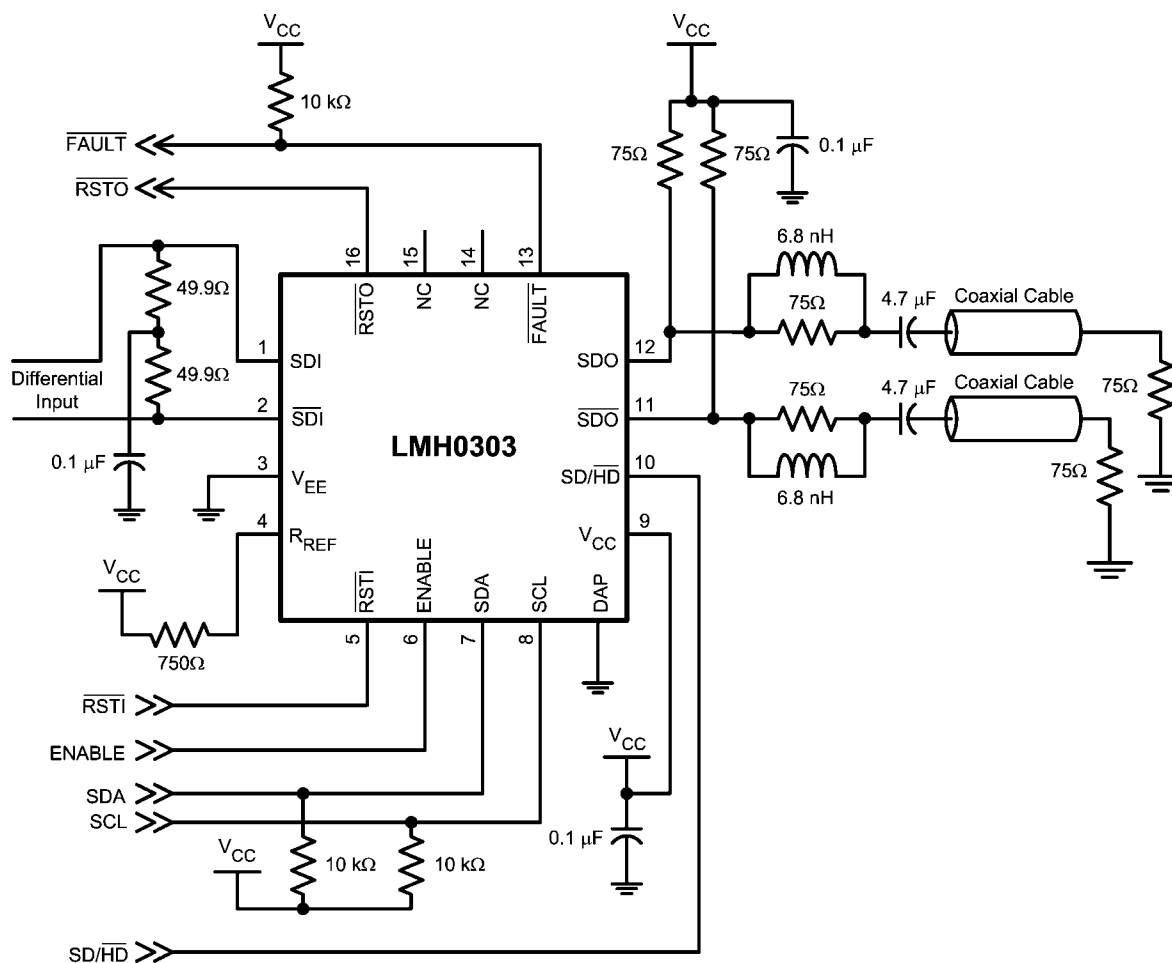 VCC
VCC
10 kΩ
FAULT
75Ω
75Ω
0.1 μF
RSTO
6.8 nH
16
15
14
13
49.9Ω
RSTO
NC
NC
FAULT
75Ω
4.7 μF
Coaxial Cable
1
SDI
SDO
12
49.9Ω
Differential
Input
75Ω
4.7 μF
Coaxial Cable
75Ω
2
SDI
SDO
11
LMH0303
0.1 μF
3
VEE
SD/HD
10
6.8 nH
75Ω
4
RREF
VCC
9
VCC
RSTI
ENABLE
SDA
SCL
DAP
750Ω
5
6
7
8
RSTI
ENABLE
VCC
SDA
SCL
0.1 μF
VCC
10 kΩ
10 kΩ
SD/HD